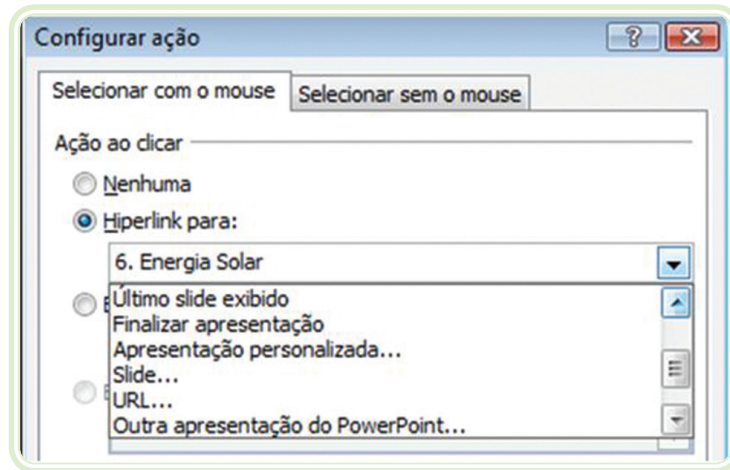 Configurar ação
Selecionar com o mouse Selecionar sem o mouse
Ação ao clicar
Nenhuma
Hiperlink para:
6. Energia Solar
Último slide exibido
Finalizar apresentação
Apresentação personalizada...
Slide...
URL...
Outra apresentação do PowerPoint...